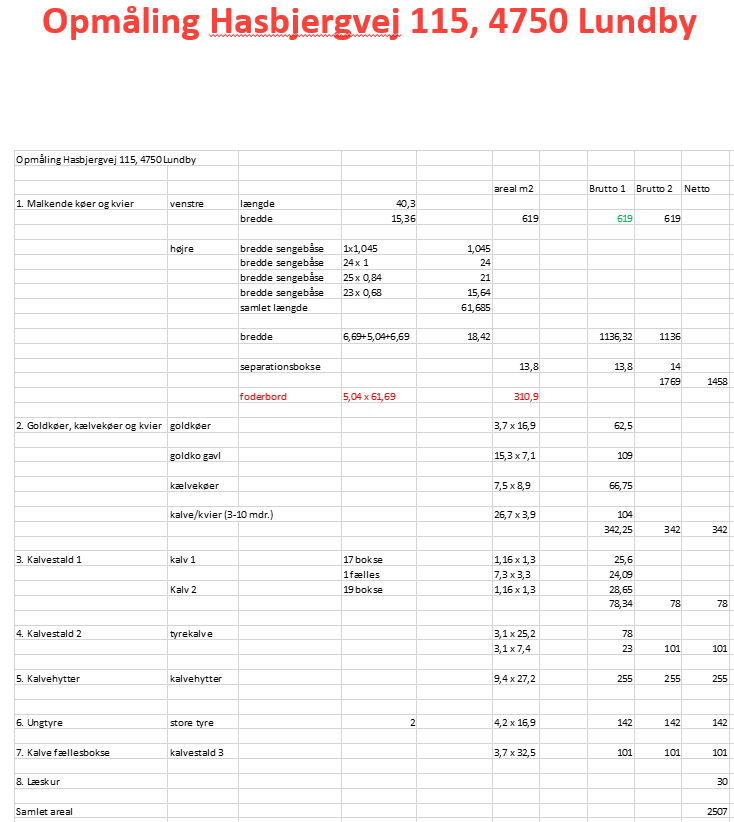 Opmåling Hasbjergvej 115, 4750 Lundby
Opmåling Hasbjergvej 115, 4750 Lundby
areal m2 Brutto 1 Brutto 2 Netto
1. Malkende køer og kvier venstre længde 40,3
bredde 15,36 619 619 619
højre bredde sengebåse 1x1,045 1,045
bredde sengebåse 24 x 1 24
bredde sengebåse 25 x 0,84 21
bredde sengebåse 23 x 0,68 15,64
samlet længde 61,685
bredde 6,69+5,04+6,69 18,42 1136,32 1136
separationsbokse 13,8 13,8 14
1769 1458
foderbord 5,04 x 61,69 310,9
2. Goldkøer, kælvekøer og kvier goldkøer 3,7 x 16,9 62,5
goldko gavl 15,3 x 7,1 109
kælvekøer 7,5 x 8,9 66,75
kalve/kvier (3-10 mdr.) 26,7 x 3,9 104
342,25 342 342
3. Kalvestald 1 kalv 1 17 bokse 1,16 x 1,3 25,6
1 fælles 7,3 x 3,3 24,09
Kalv 2 19 bokse 1,16 x 1,3 28,65
78,34 78 78
4. Kalvestald 2 tyrekalve 3,1 x 25,2 78
3,1 x 7,4 23 101 101
5. Kalvehytter kalvehytter 9,4 x 27,2 255 255 255
6. Ungtyre store tyre 2 4,2 x 16,9 142 142 142
7. Kalve fællesbokse kalvestald 3 3,7 x 32,5 101 101 101
8. Læskur 30
Samlet areal 2507